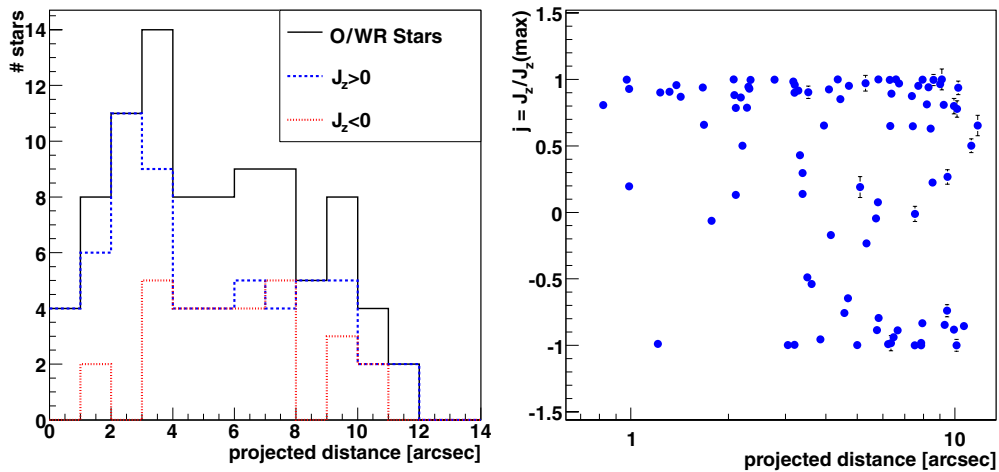 # stars
14
12
10
8
6
4
2
0
O/WR Stars
J_z>0
J_z<0
0 2 4 6 8 10 12 14
projected distance [arcsec]
j = J_z/J_z(max)
1.5
1
0.5
0
-0.5
-1
-1.5
1 10
projected distance [arcsec]